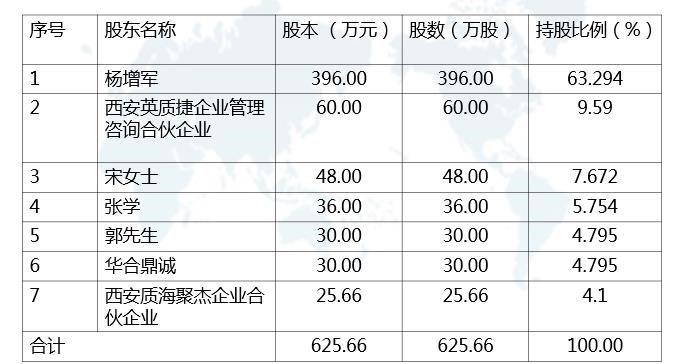 序号 股东名称 股本 （万元） 股数（万股） 持股比例（%）
1 杨增军 396.00 396.00 63.294
2 西安英质捷企业管理 60.00 60.00 9.59
咨询合伙企业
3 宋女士 48.00 48.00 7.672
4 张学 36.00 36.00 5.754
5 郭先生 30.00 30.00 4.795
6 华合鼎诚 30.00 30.00 4.795
7 西安质海聚杰企业合 25.66 25.66 4.1
伙企业
合计 625.66 625.66 100.00